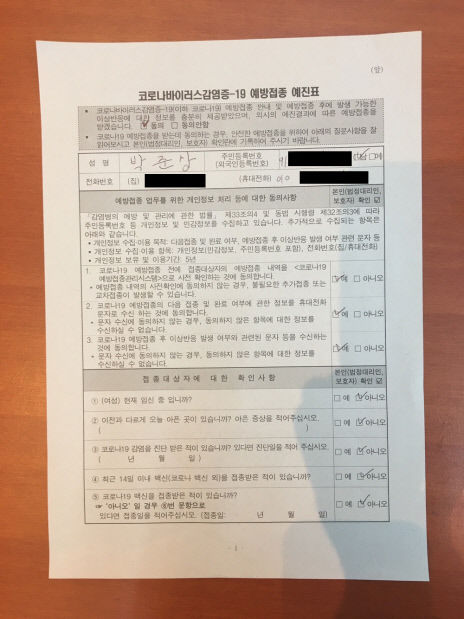 (앞)
코로나바이러스감염증-19 예방접종 예진표
• 코로나바이러스감염증-19(이하 코로나19) 예방접종 안내 및 예방접종 후에 발생 가능한
이상반응에 대한 정보를 충분히 제공받았으며, 의사의 예진결과에 따른 예방접종을
받겠습니다. ☑ 동의 □ 동의안함
• 코로나19 예방접종을 받는데 동의하는 경우, 안전한 예방접종을 위하여 아래의 질문사항을 잘
읽어보시고 본인(법정대리인, 보호자) 확인란에 기록하여 주시기 바랍니다.
성 명 박준상 주민등록번호
(외국인등록번호)
전화번호 (집) (휴대전화) 010
예방접종 업무를 위한 개인정보 처리 등에 대한 동의사항 본인(법정대리인,
보호자) 확인 ☑
「감염병의 예방 및 관리에 관한 법률」 제33조의4 및 동법 시행령 제32조의3에 따라
주민등록번호 등 개인정보 및 민감정보를 수집하고 있습니다. 추가적으로 수집되는 항목은
아래와 같습니다.
• 개인정보 수집·이용 목적: 다음접종 및 완료 여부, 예방접종 후 이상반응 발생 여부 관련 문자 등
• 개인정보 수집·이용 항목: 개인정보(민감정보, 주민등록번호 포함), 전화번호(집/휴대전화)
• 개인정보 보유 및 이용기간: 5년
1. 코로나19 예방접종 전에 접종대상자의 예방접종 내역을 <코로나19
예방접종관리시스템>으로 사전 확인하는 것에 동의합니다. ☑예 □ 아니오
• 예방접종 내역의 사전확인에 동의하지 않는 경우, 불필요한 추가접종 또는
교차접종이 발생할 수 있습니다.
2. 코로나19 예방접종의 다음 접종 및 완료 여부에 관한 정보를 휴대전화
문자로 수신 하는 것에 동의합니다. ☑예 □ 아니오
• 문자 수신에 동의하지 않는 경우, 동의하지 않은 항목에 대한 정보를
수신하실 수 없습니다.
3. 코로나19 예방접종 후 이상반응 발생 여부와 관련된 문자 등을 수신하는
것에 동의합니다. ☑예 □ 아니오
• 문자 수신에 동의하지 않는 경우, 동의하지 않은 항목에 대한 정보를
수신하실 수 없습니다.
접종대상자에 대한 확인사항 본인(법정대리인,
보호자) 확인 ☑
① (여성) 현재 임신 중 입니까? □ 예 ☑아니오
② 이전과 다르게 오늘 아픈 곳이 있습니까? 아픈 증상을 적어주십시오.
( ) □ 예 ☑아니오
③ 코로나19 감염을 진단 받은 적이 있습니까? 있다면 진단일을 적어 주십시오.
( 년 월 일 ) □ 예 ☑아니오
④ 최근 14일 이내 백신(코로나 백신 외)을 접종받은 적이 있습니까? □ 예 ☑아니오
⑤ 코로나19 백신을 접종받은 적이 있습니까?
☞ '아니오' 일 경우 ⑥번 문항으로 □ 예 ☑아니오
있다면 접종일을 적어주십시오. (접종일: 년 월 일)
- 1 -